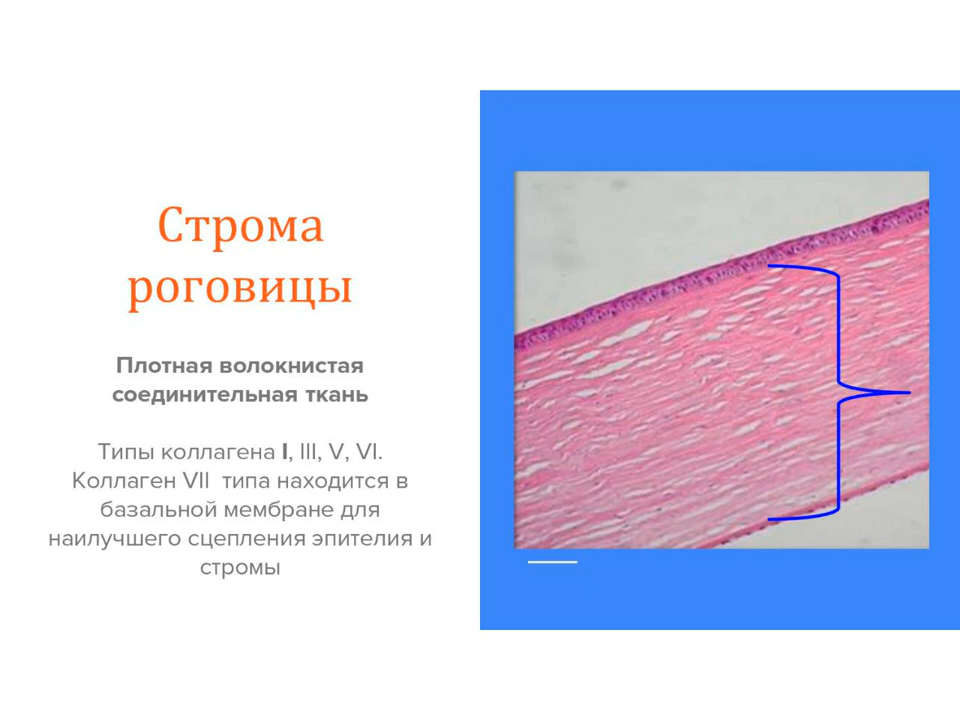 Строма
роговицы
Плотная волокнистая
соединительная ткань
Типы коллагена I, III, V, VI.
Коллаген VII  типа находится в
базальной мембране для
наилучшего сцепления эпителия и
стромы